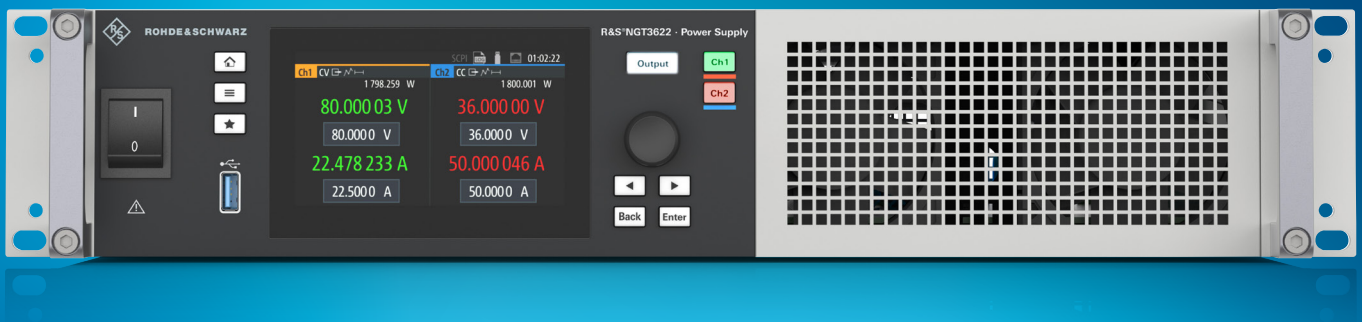 R&S
ROHDE&SCHWARZ
R&S®NGT3622 · Power Supply
SCPI 01:02:22
Ch1 CV
1 798.259 W
80.000 03 V
80.000 0 V
22.478 233 A
22.500 0 A
Ch2 CC
1 800.001 W
36.000 00 V
36.000 0 V
50.000 046 A
50.000 0 A
Output
Ch1
Ch2
I
0
Back
Enter